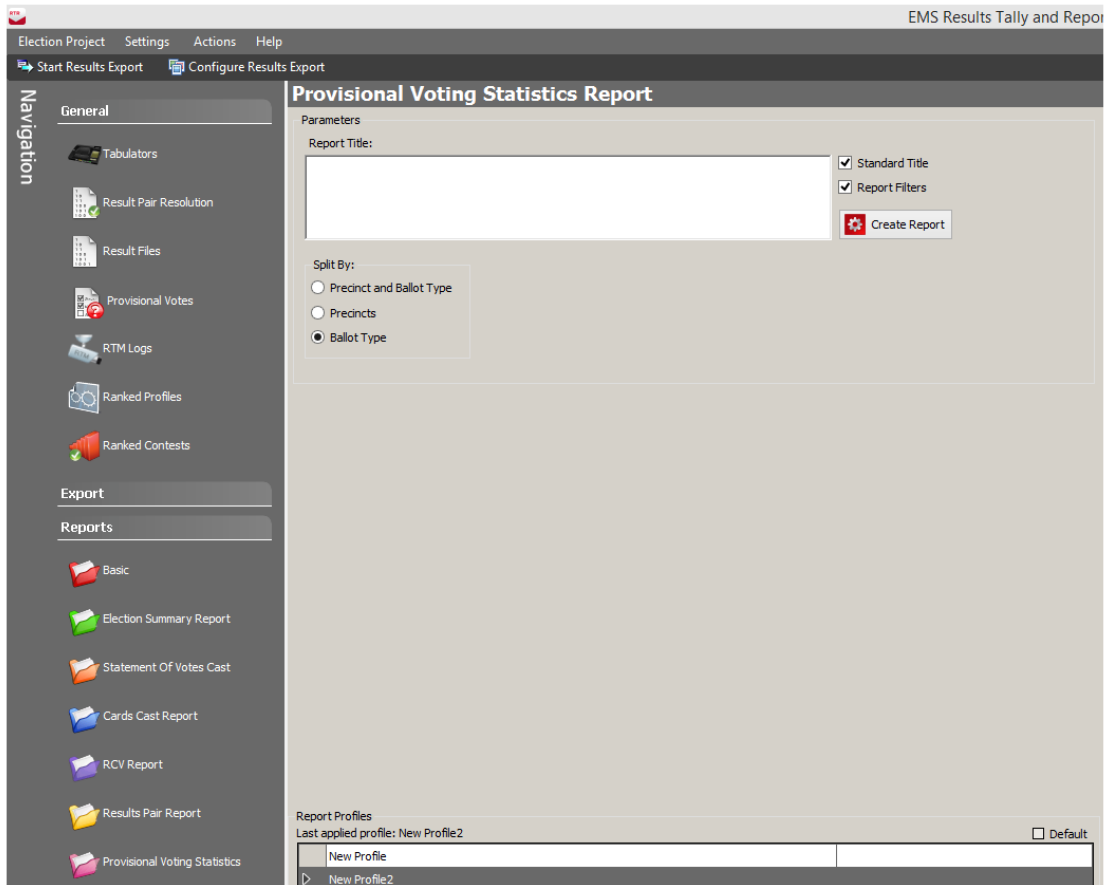 RTR
EMS Results Tally and Repor
Election Project Settings Actions Help
Start Results Export Configure Results Export
Navigation
General
Tabulators
Result Pair Resolution
Result Files
Provisional Votes
RTM Logs
Ranked Profiles
Ranked Contests
Export
Reports
Basic
Election Summary Report
Statement Of Votes Cast
Cards Cast Report
RCV Report
Results Pair Report
Provisional Voting Statistics
Provisional Voting Statistics Report
Parameters
Report Title:
Standard Title
Report Filters
Create Report
Split By:
Precinct and Ballot Type
Precincts
Ballot Type
Report Profiles
Last applied profile: New Profile2 Default
New Profile
New Profile2